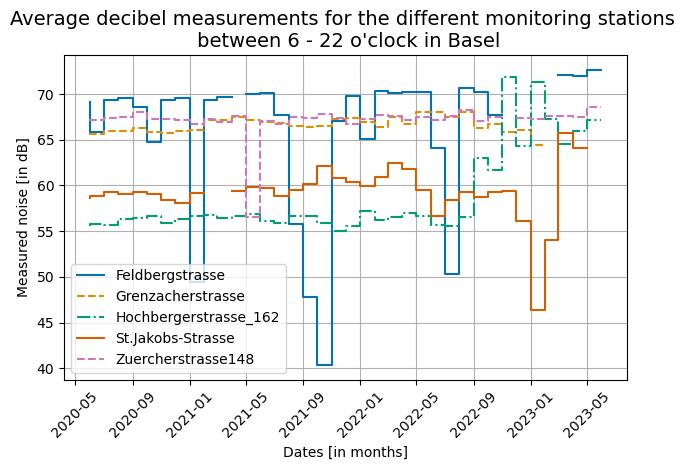 Average decibel measurements for the different monitoring stations
between 6 - 22 o'clock in Basel
Measured noise [in dB]
70
65
60
55
50
45
40
Feldbergstrasse
Grenzacherstrasse
Hochbergerstrasse_162
St.Jakobs-Strasse
Zuercherstrasse148
2020-05
2020-09
2021-01
2021-05
2021-09
2022-01
2022-05
2022-09
2023-01
2023-05
Dates [in months]